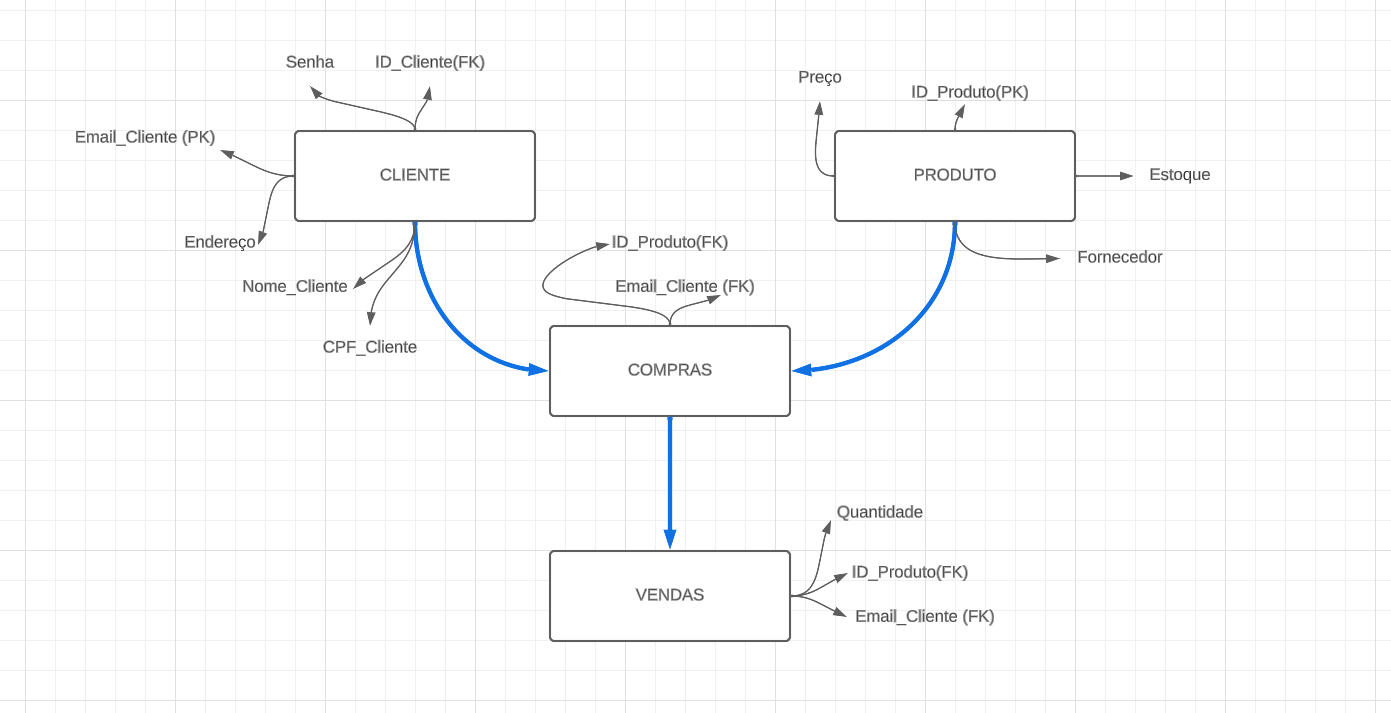 Senha
ID_Cliente(FK)
Preço
ID_Produto(PK)
Email_Cliente (PK)
CLIENTE
PRODUTO
Estoque
Endereço
ID_Produto(FK)
Fornecedor
Nome_Cliente
Email_Cliente (FK)
CPF_Cliente
COMPRAS
Quantidade
ID_Produto(FK)
VENDAS
Email_Cliente (FK)